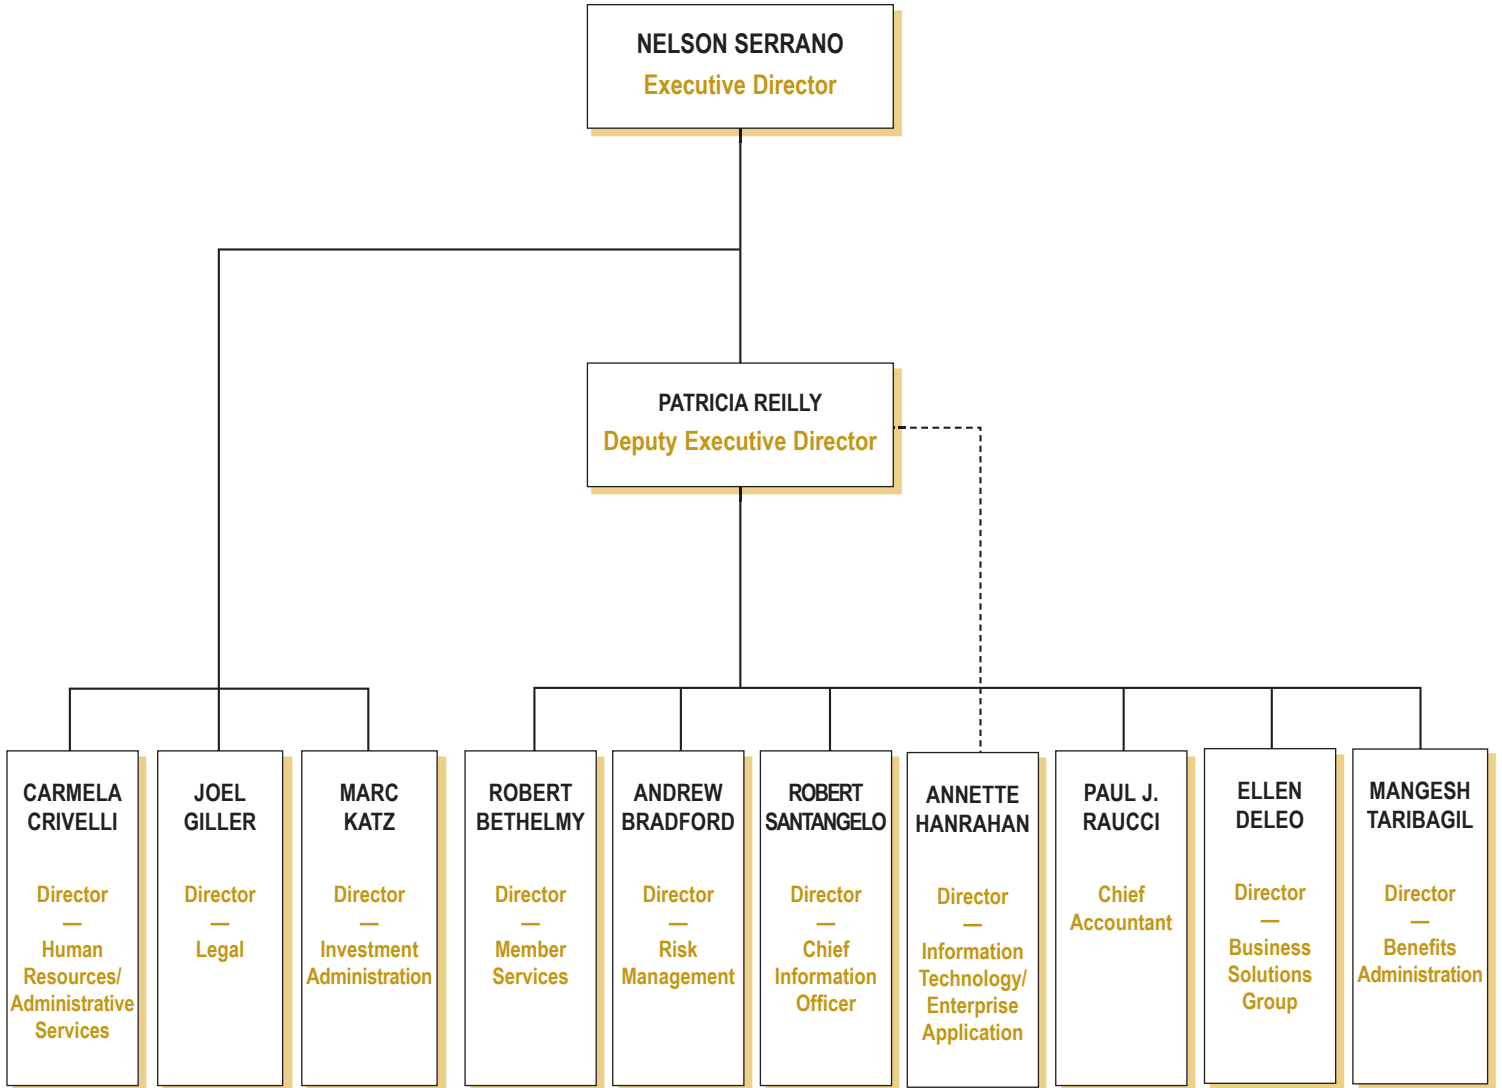 NELSON SERRANO
Executive Director
PATRICIA REILLY
Deputy Executive Director
CARMELA
CRIVELLI
Director
—
Human
Resources/
Administrative
Services
JOEL
GILLER
Director
—
Legal
MARC
KATZ
Director
—
Investment
Administration
ROBERT
BETHELMY
Director
—
Member
Services
ANDREW
BRADFORD
Director
—
Risk
Management
ROBERT
SANTANGELO
Director
—
Chief
Information
Officer
ANNETTE
HANRAHAN
Director
—
Information
Technology/
Enterprise
Application
PAUL J.
RAUCCI
Chief
Accountant
ELLEN
DELEO
Director
—
Business
Solutions
Group
MANGESH
TARIBAGIL
Director
—
Benefits
Administration